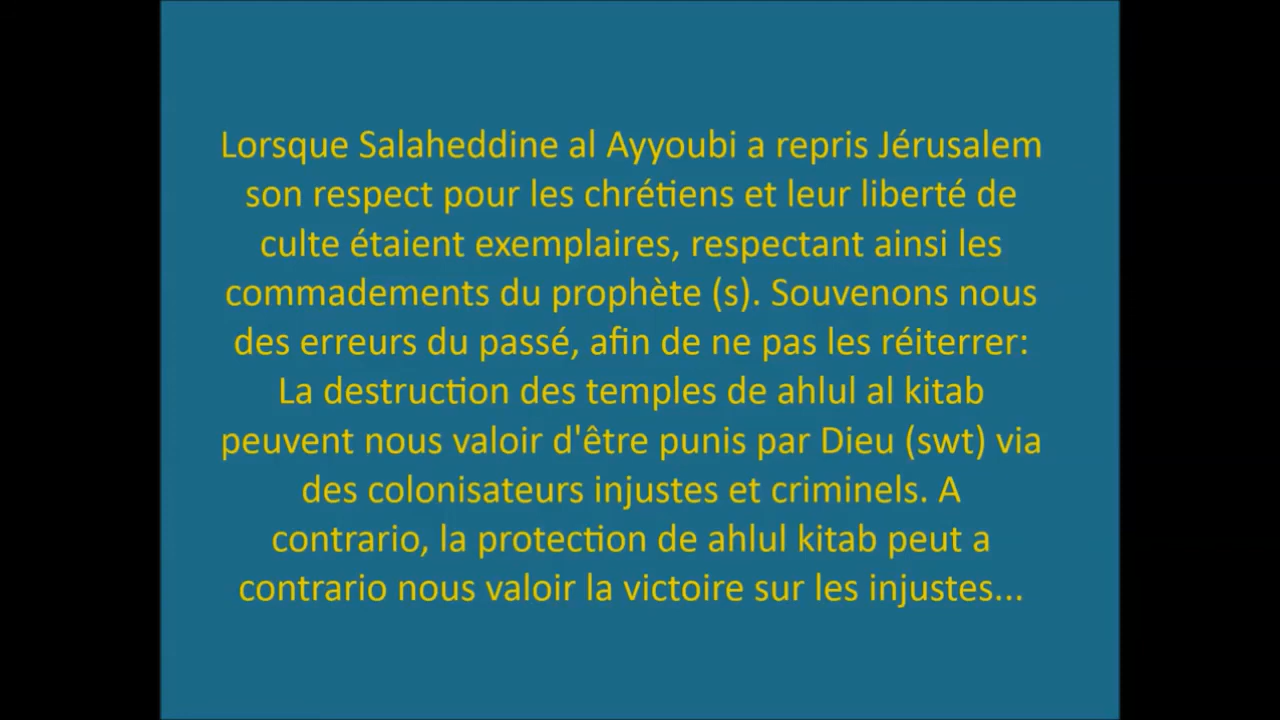 Lorsque Salaheddine al Ayyoubi a repris Jérusalem
son respect pour les chrétiens et leur liberté de
culte étaient exemplaires, respectant ainsi les
commadements du prophète (s). Souvenons nous
des erreurs du passé, afin de ne pas les réiterrer:
La destruction des temples de ahlul al kitab
peuvent nous valoir d'être punis par Dieu (swt) via
des colonisateurs injustes et criminels. A
contrario, la protection de ahlul kitab peut a
contrario nous valoir la victoire sur les injustes...